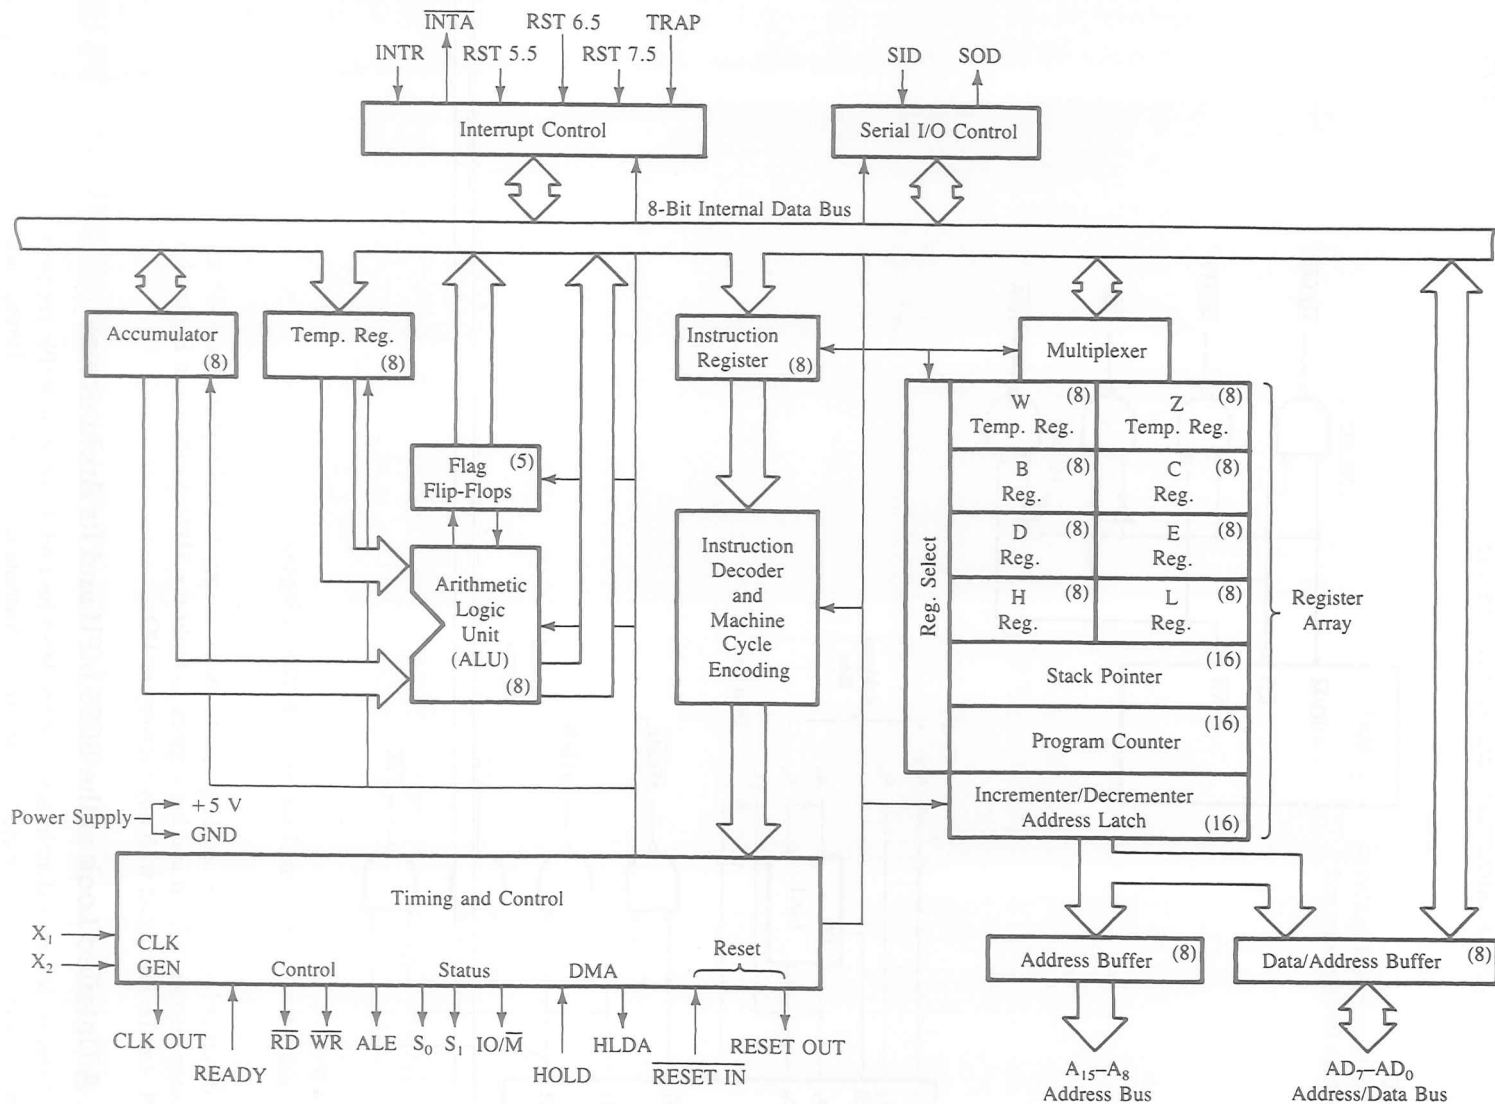 INTA
RST 6.5
TRAP
INTR
RST 5.5
RST 7.5
SID
SOD
Interrupt Control
Serial I/O Control
8-Bit Internal Data Bus
Accumulator
(8)
Temp. Reg.
(8)
Instruction
Register
(8)
Multiplexer
W
(8)
Temp. Reg.
Z
(8)
Temp. Reg.
Flag
(5)
Flip-Flops
B
(8)
Reg.
C
(8)
Reg.
D
(8)
Reg.
E
(8)
Reg.
H
(8)
Reg.
L
(8)
Reg.
Reg. Select
Register
Array
Arithmetic
Logic
Unit
(ALU)
(8)
Instruction
Decoder
and
Machine
Cycle
Encoding
(16)
Stack Pointer
(16)
Program Counter
Incrementer/Decrementer
Address Latch
(16)
Power Supply
+5 V
GND
Timing and Control
X₁
X₂
CLK
GEN
Control
Status
DMA
Reset
Address Buffer
(8)
Data/Address Buffer
(8)
CLK OUT
READY
RD
WR
ALE
S₀
S₁
IO/M
HOLD
HLDA
RESET IN
RESET OUT
A₁₅–A₈
Address Bus
AD₇–AD₀
Address/Data Bus